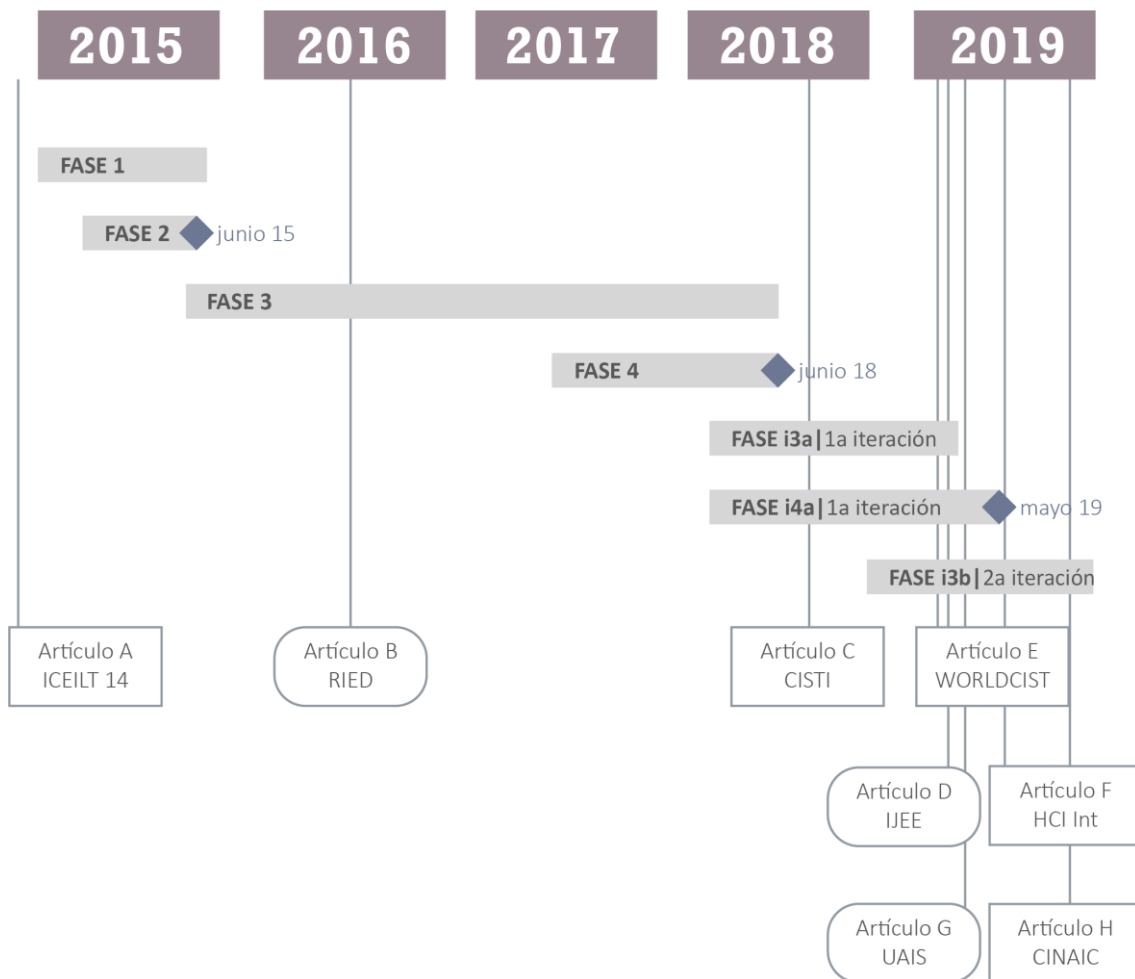 2015
2016
2017
2018
2019
FASE 1
FASE 2
junio 15
FASE 3
FASE 4
junio 18
FASE i3a|1a iteración
FASE i4a|1a iteración
mayo 19
FASE i3b|2a iteración
Artículo A
ICEILT 14
Artículo B
RIED
Artículo C
CISTI
Artículo E
WORLDCIST
Artículo D
IJEE
Artículo F
HCI Int
Artículo G
UAIS
Artículo H
CINAIC